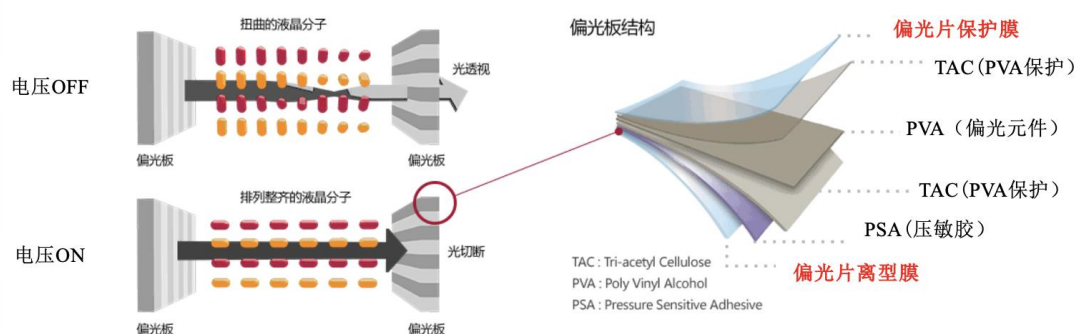 扭曲的液晶分子
电压OFF
光透视
偏光板
偏光板
排列整齐的液晶分子
电压ON
光切断
偏光板
偏光板
偏光板结构
偏光片保护膜
TAC(PVA保护)
PVA（偏光元件）
TAC(PVA保护)
PSA(压敏胶)
偏光片离型膜
TAC : Tri-acetyl Cellulose
PVA : Poly Vinyl Alcohol
PSA : Pressure Sensitive Adhesive